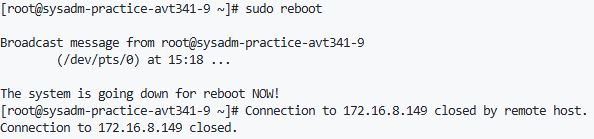 [root@sysadm-practice-avt341-9 ~]# sudo reboot
Broadcast message from root@sysadm-practice-avt341-9
(/dev/pts/0) at 15:18 ...
The system is going down for reboot NOW!
[root@sysadm-practice-avt341-9 ~]# Connection to 172.16.8.149 closed by remote host.
Connection to 172.16.8.149 closed.